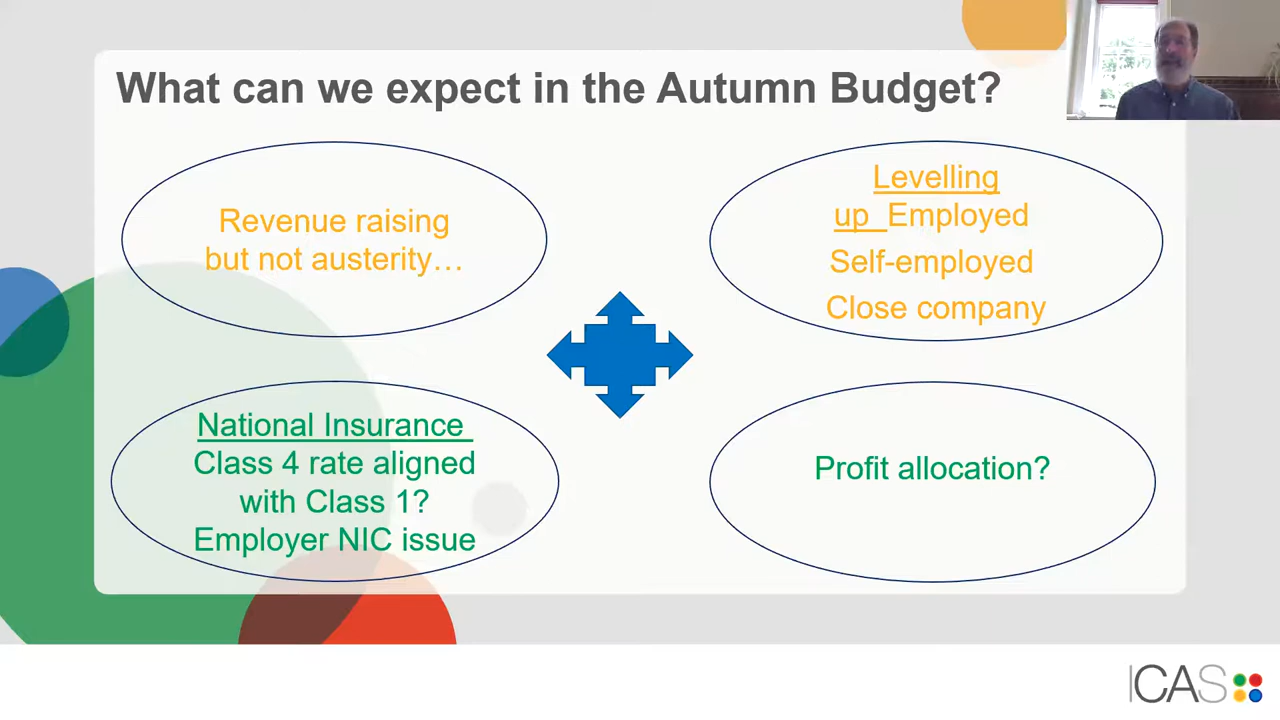 What can we expect in the Autumn Budget?
Revenue raising
but not austerity…
Levelling
up Employed
Self-employed
Close company
National Insurance
Class 4 rate aligned
with Class 1?
Employer NIC issue
Profit allocation?
ICAS